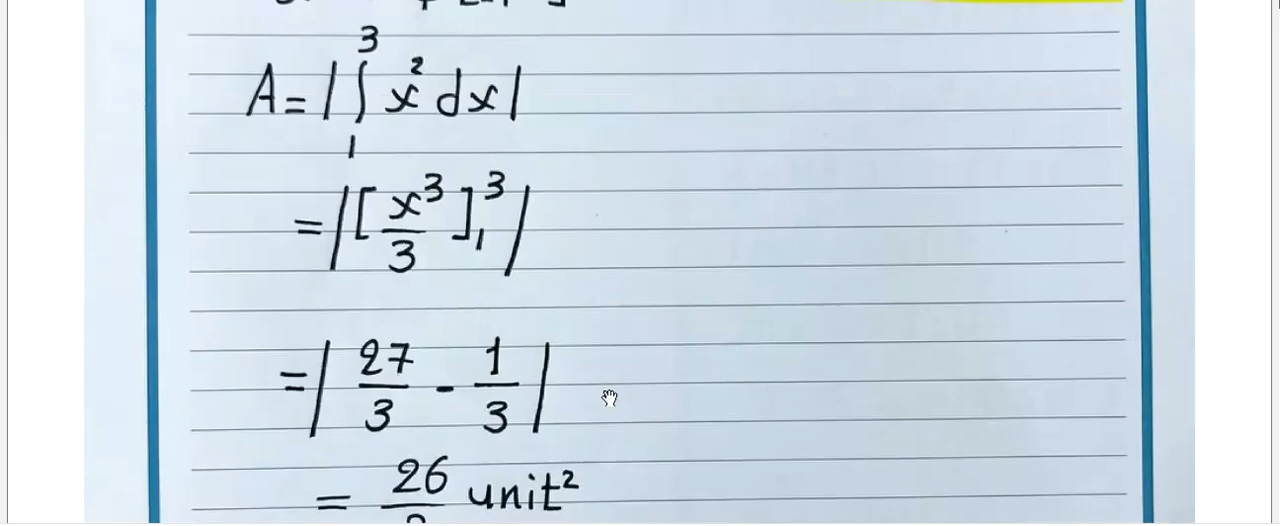 A = | ∫₁³ x² dx |
= | [ x³/3 ]₁³ |
= | 27/3 - 1/3 |
= 26/ unit²